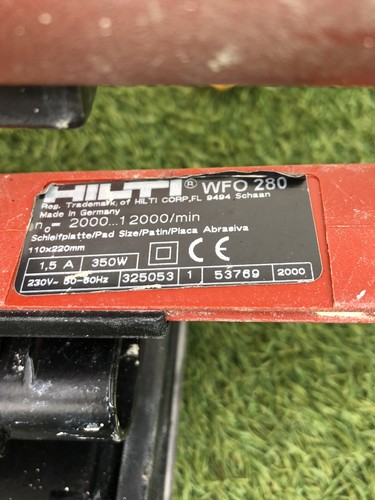 HILTI® WFO 280
Reg. Trademark, of HILTI CORP,FL 9494 Schaan
Made in Germany
n₀= 2000...12000/min
Schleifplatte/Pad Size/Patin/Placa Abrasiva
110x220mm
CE
1,5 A 350W
230V~ 50-60Hz 325053 1 53769 2000